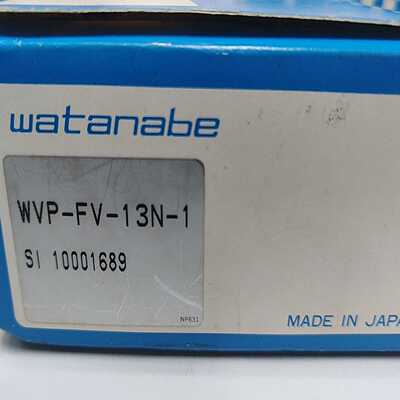 watanabe
WVP-FV-13N-1
SI 10001689
NP631
MADE IN JAPA